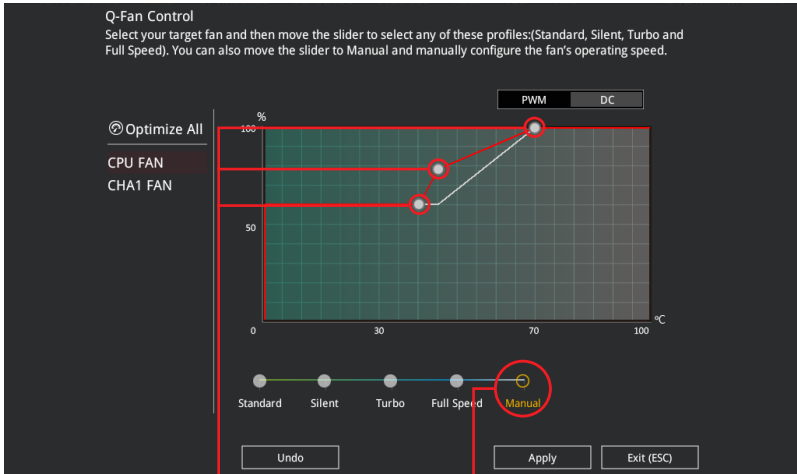 Q-Fan Control
Select your target fan and then move the slider to select any of these profiles:(Standard, Silent, Turbo and
Full Speed). You can also move the slider to Manual and manually configure the fan's operating speed.
PWM DC
Optimize All
CPU FAN
CHA1 FAN
%
100
50
0 30 70 100 °C
Standard Silent Turbo Full Speed Manual
Undo Apply Exit (ESC)